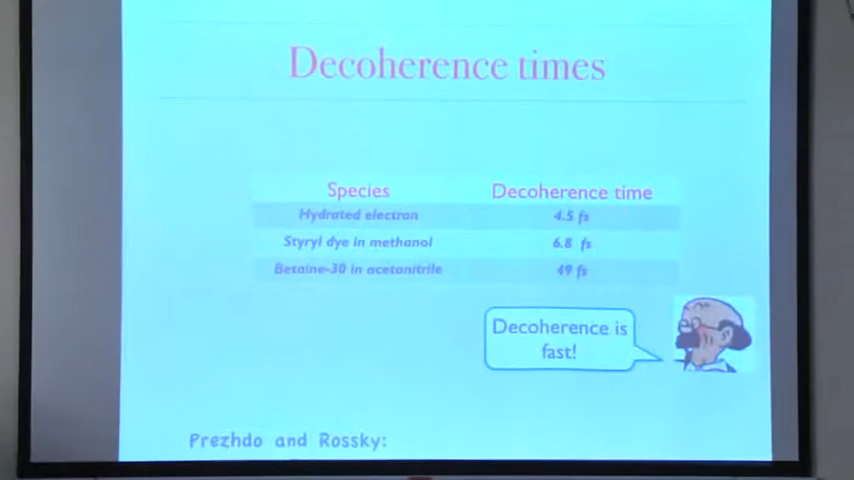 Decoherence times
Species Decoherence time
Hydrated electron 4.5 fs
Styryl dye in methanol 6.8 fs
Betaine-30 in acetonitrile 49 fs
Decoherence is
fast!
Prezhdo and Rossky: